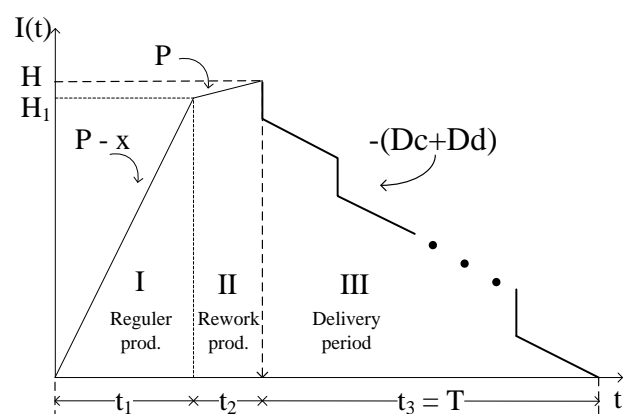 I(t)
P
H
H1
P - x
-(Dc+Dd)
I
II
III
Reguler
prod.
Rework
prod.
Delivery
period
t1
t2
t3 = T
t